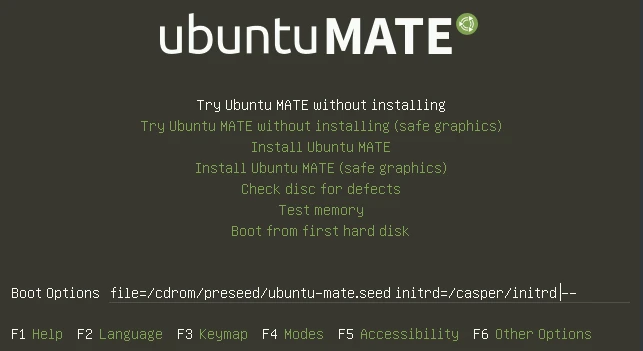 ubuntu MATE
Try Ubuntu MATE without installing
Try Ubuntu MATE without installing (safe graphics)
Install Ubuntu MATE
Install Ubuntu MATE (safe graphics)
Check disc for defects
Test memory
Boot from first hard disk
Boot Options file=/cdrom/preseed/ubuntu-mate.seed initrd=/casper/initrd --
F1 Help F2 Language F3 Keymap F4 Modes F5 Accessibility F6 Other Options